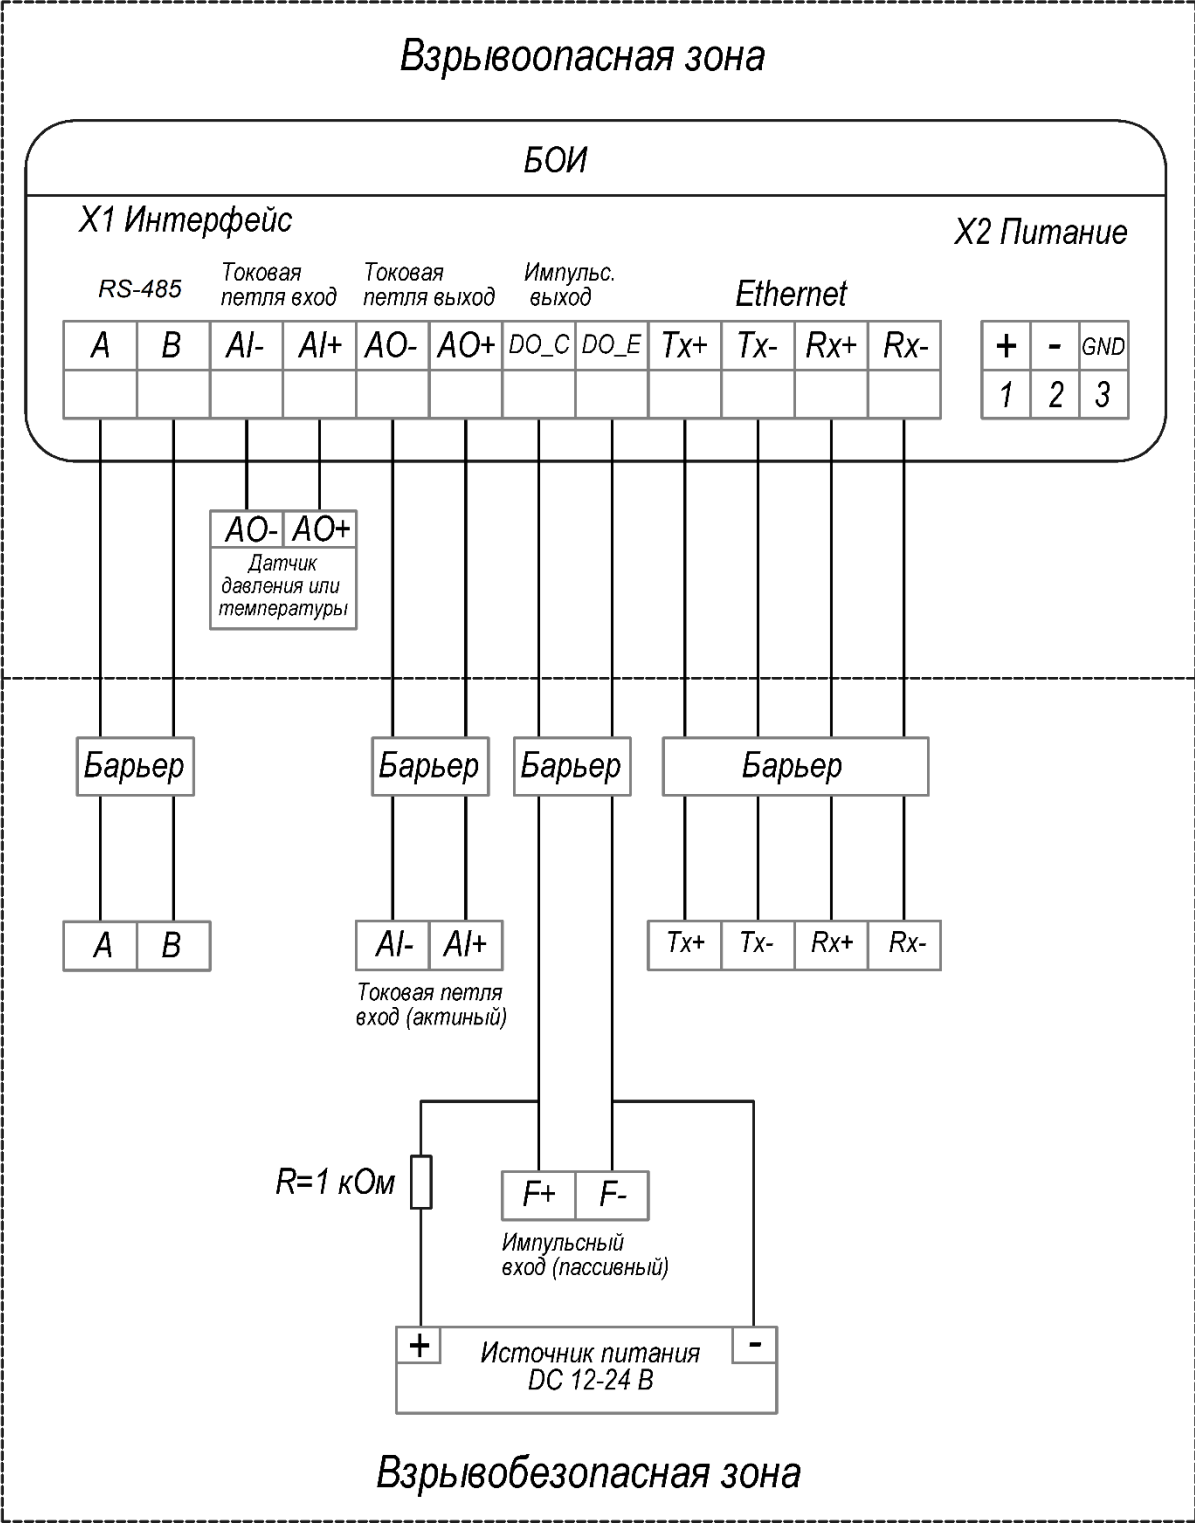 Взрывоопасная зона
БОИ
X1 Интерфейс
X2 Питание
RS-485
Токовая
петля вход
Токовая
петля выход
Импульс.
выход
Ethernet
A B AI- AI+ AO- AO+ DO_C DO_E Tx+ Tx- Rx+ Rx-
+ - GND
1 2 3
AO- AO+
Датчик
давления или
температуры
Барьер Барьер Барьер Барьер
A B
AI- AI+
Tx+ Tx- Rx+ Rx-
Токовая петля
вход (актиный)
R=1 кОм
F+ F-
Импульсный
вход (пассивный)
+ -
Источник питания
DC 12-24 В
Взрывобезопасная зона